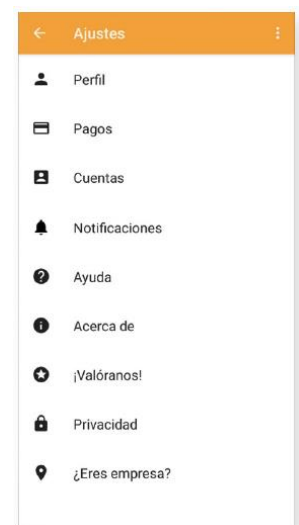 Ajustes
Perfil
Pagos
Cuentas
Notificaciones
Ayuda
Acerca de
¡Valóranos!
Privacidad
¿Eres empresa?